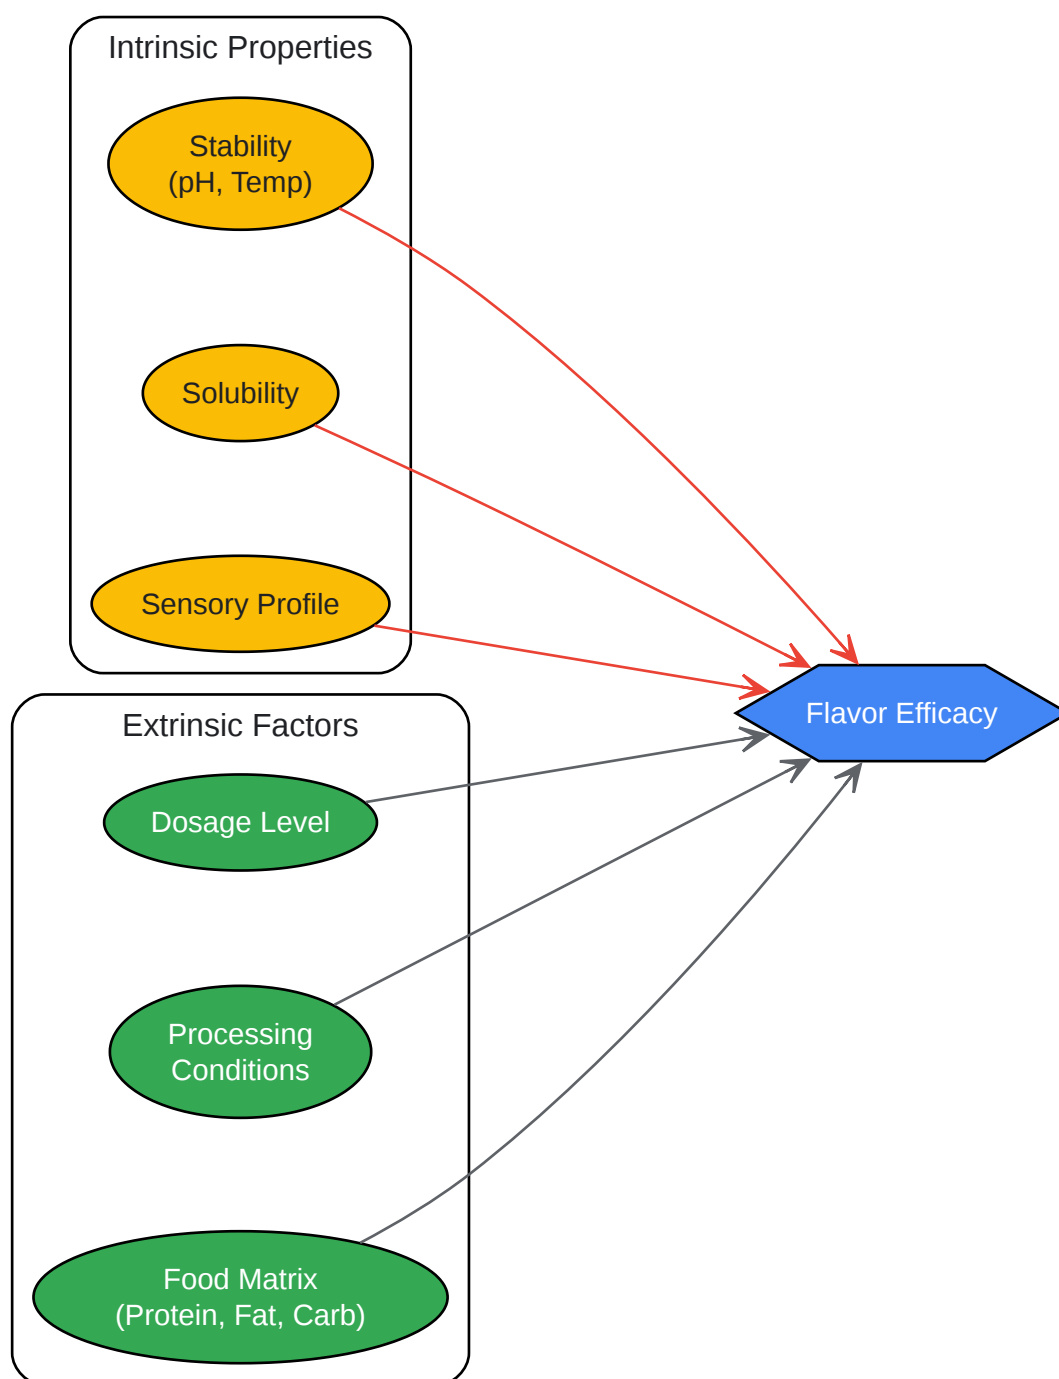 Intrinsic Properties
Stability
(pH, Temp)
Solubility
Sensory Profile
Flavor Efficacy
Extrinsic Factors
Dosage Level
Processing
Conditions
Food Matrix
(Protein, Fat, Carb)